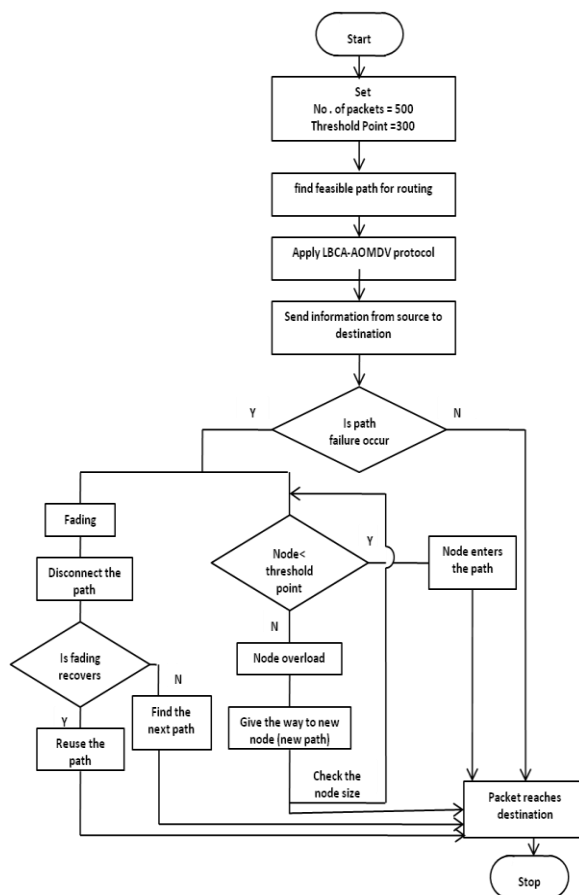 Start
Set
No . of packets = 500
Threshold Point =300
find feasible path for routing
Apply LBCA-AOMDV protocol
Send information from source to
destination
Y
Is path
failure occur
N
Fading
Disconnect the
path
Is fading
recovers
N
Y
Reuse the
path
Find the
next path
Node<
threshold
point
Y
Node enters
the path
N
Node overload
Give the way to new
node (new path)
Check the
node size
Packet reaches
destination
Stop